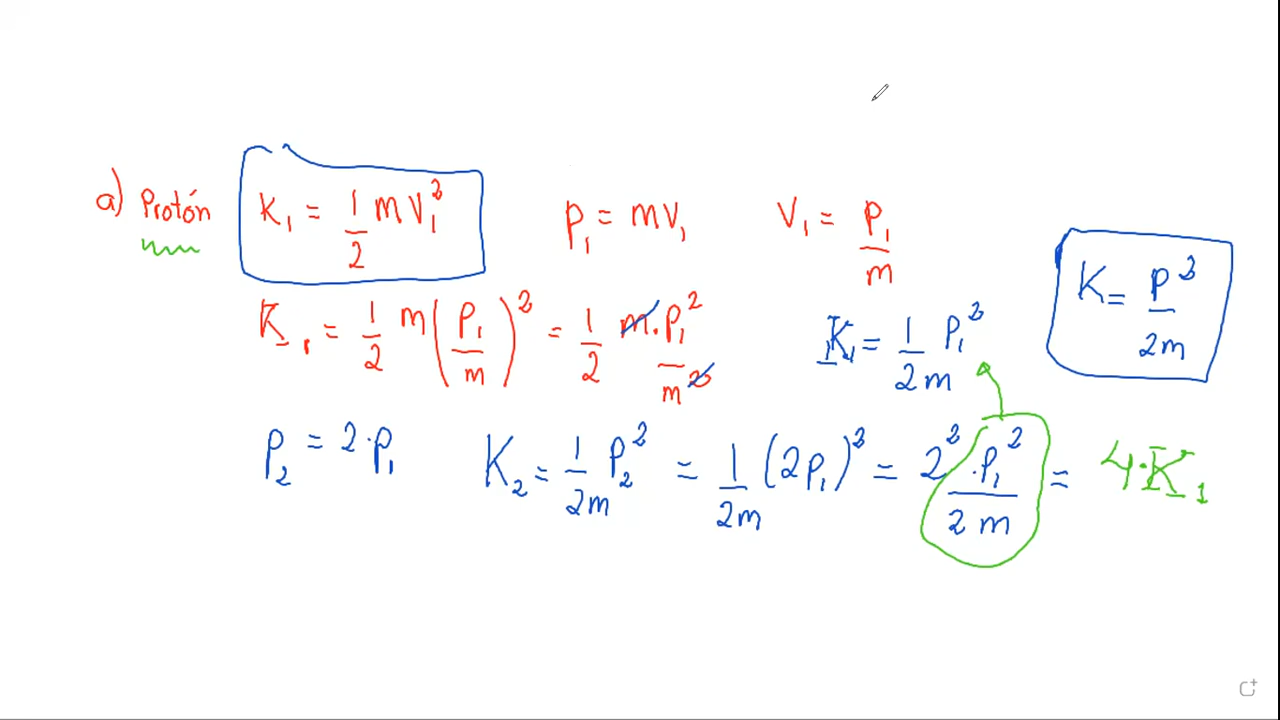 a) Protón K₁ = 1/2 m V₁² p₁ = m V₁ V₁ = p₁/m
K₁ = 1/2 m (p₁/m)² = 1/2 m · p₁²/m² K₁ = 1/2m p₁² K = p²/2m
p₂ = 2 · p₁ K₂ = 1/2m p₂² = 1/2m (2p₁)² = 2² · p₁²/2m = 4 · K₁